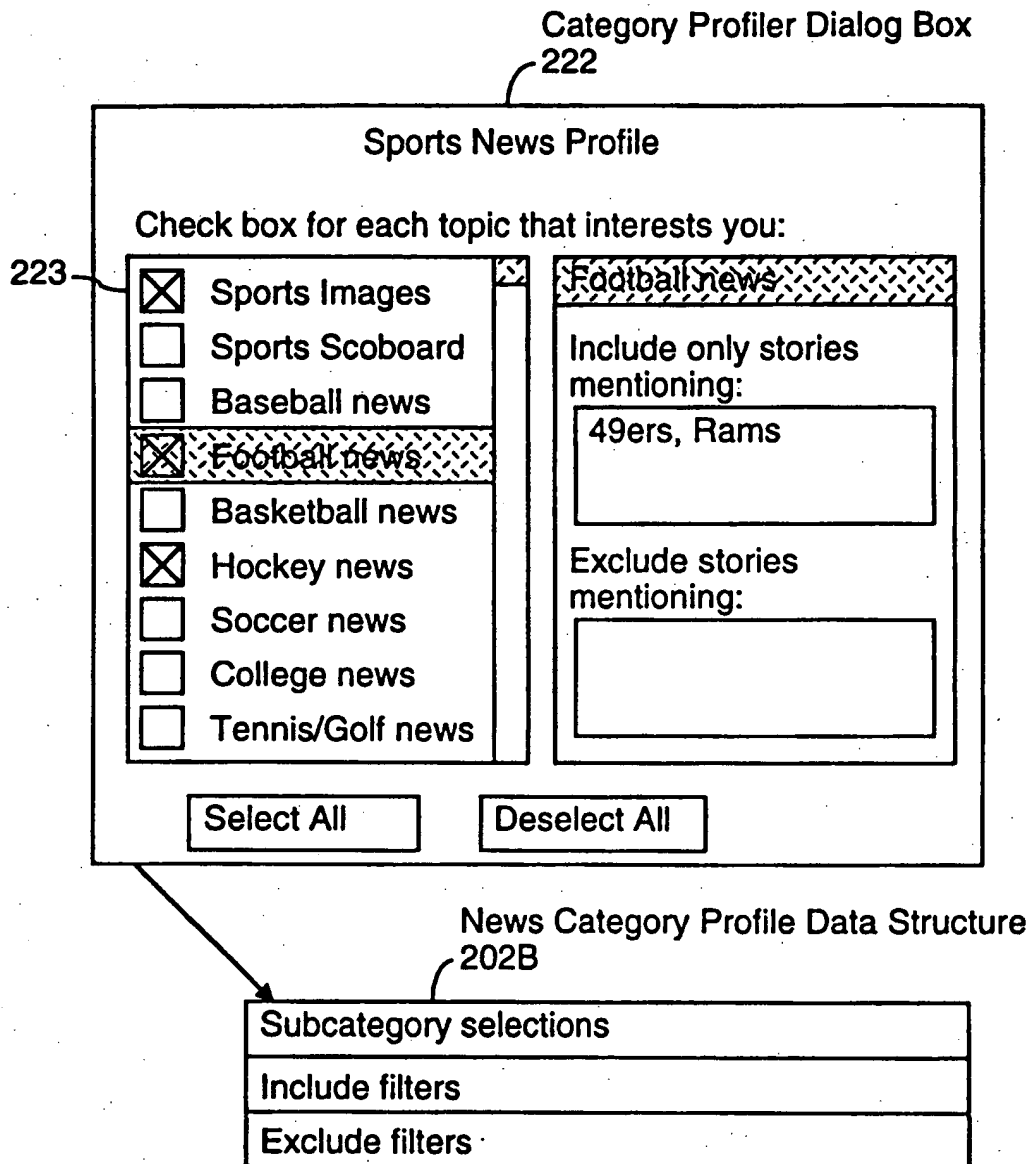 Category Profiler Dialog Box
222
Sports News Profile
Check box for each topic that interests you:
223
Sports Images
Sports Scoboard
Baseball news
Football news
Basketball news
Hockey news
Soccer news
College news
Tennis/Golf news
Football news
Include only stories
mentioning:
49ers, Rams
Exclude stories
mentioning:
Select All
Deselect All
News Category Profile Data Structure
202B
Subcategory selections
Include filters
Exclude filters